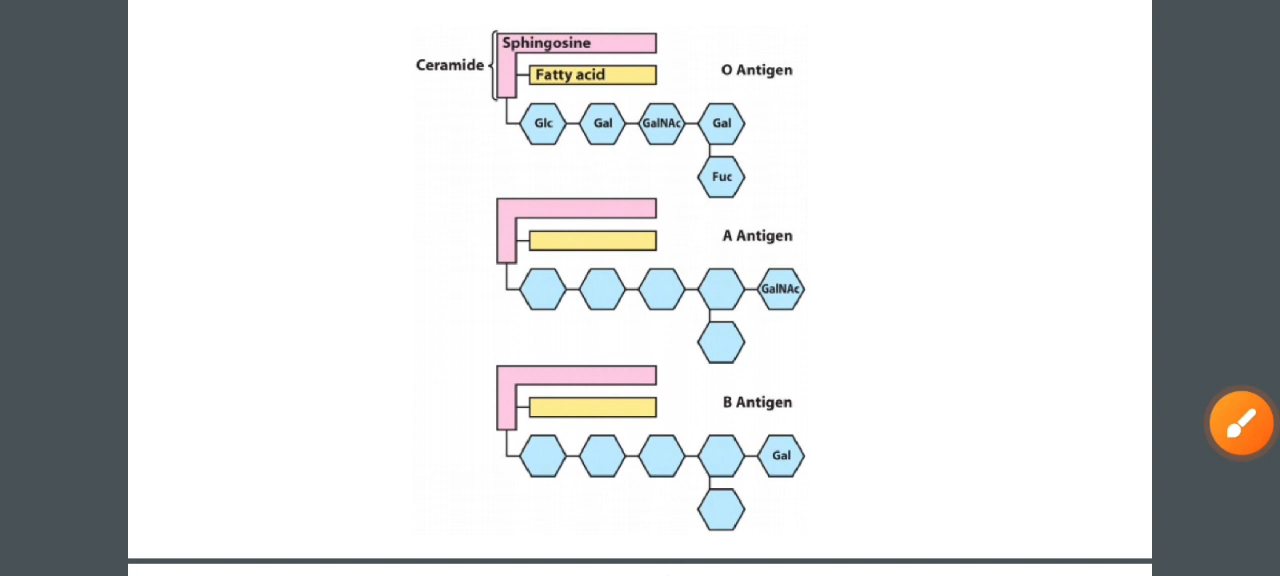 Sphingosine
Ceramide
Fatty acid
O Antigen
Glc Gal GalNAc Gal
Fuc
A Antigen
GalNAc
B Antigen
Gal